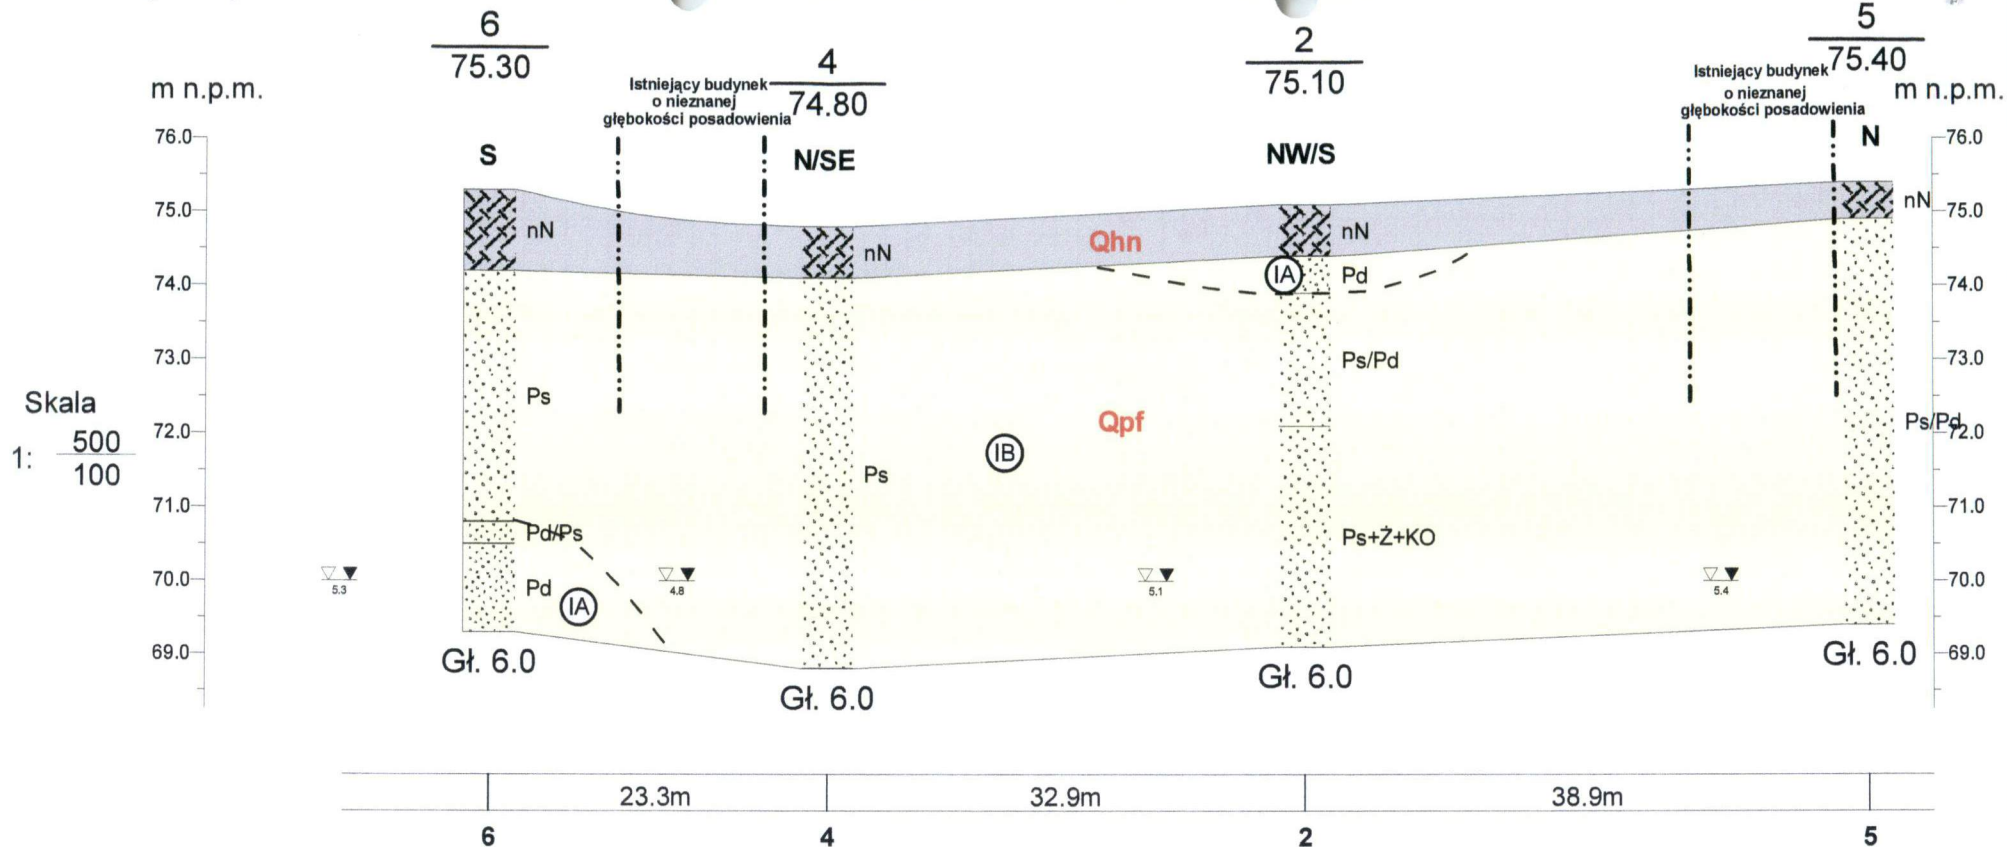 6
75.30
4
74.80
2
75.10
5
75.40
m n.p.m.
Istniejący budynek
o nieznanej
głębokości posadowienia
Istniejący budynek
o nieznanej
głębokości posadowienia
m n.p.m.
S
N/SE
NW/S
N
76.0
75.0
74.0
73.0
72.0
71.0
70.0
69.0
Skala
1:
500
100
nN
Ps
Pd/Ps
Pd
IA
nN
Ps
IB
Qhn
Qpf
nN
IA
Pd
Ps/Pd
Ps+Ż+KO
nN
Ps/Pd
76.0
75.0
74.0
73.0
72.0
71.0
70.0
69.0
5.3
4.8
5.1
5.4
Gł. 6.0
Gł. 6.0
Gł. 6.0
Gł. 6.0
23.3m
32.9m
38.9m
6
4
2
5